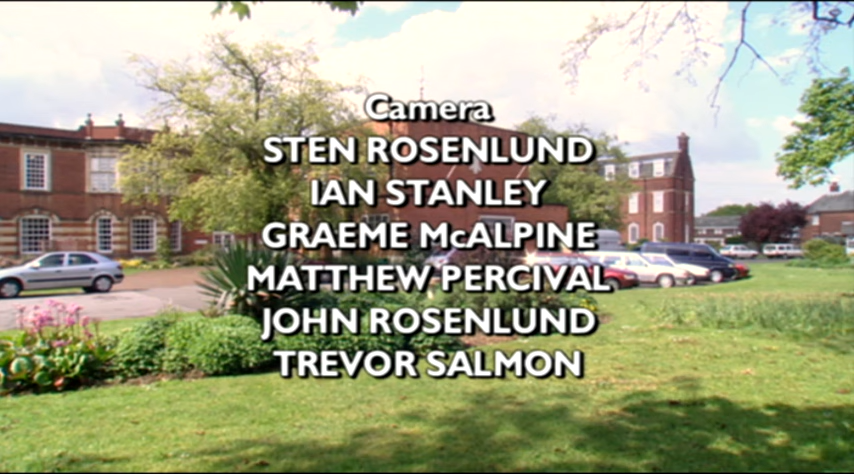 Camera
STEN ROSENLUND
IAN STANLEY
GRAEME McALPINE
MATTHEW PERCIVAL
JOHN ROSENLUND
TREVOR SALMON